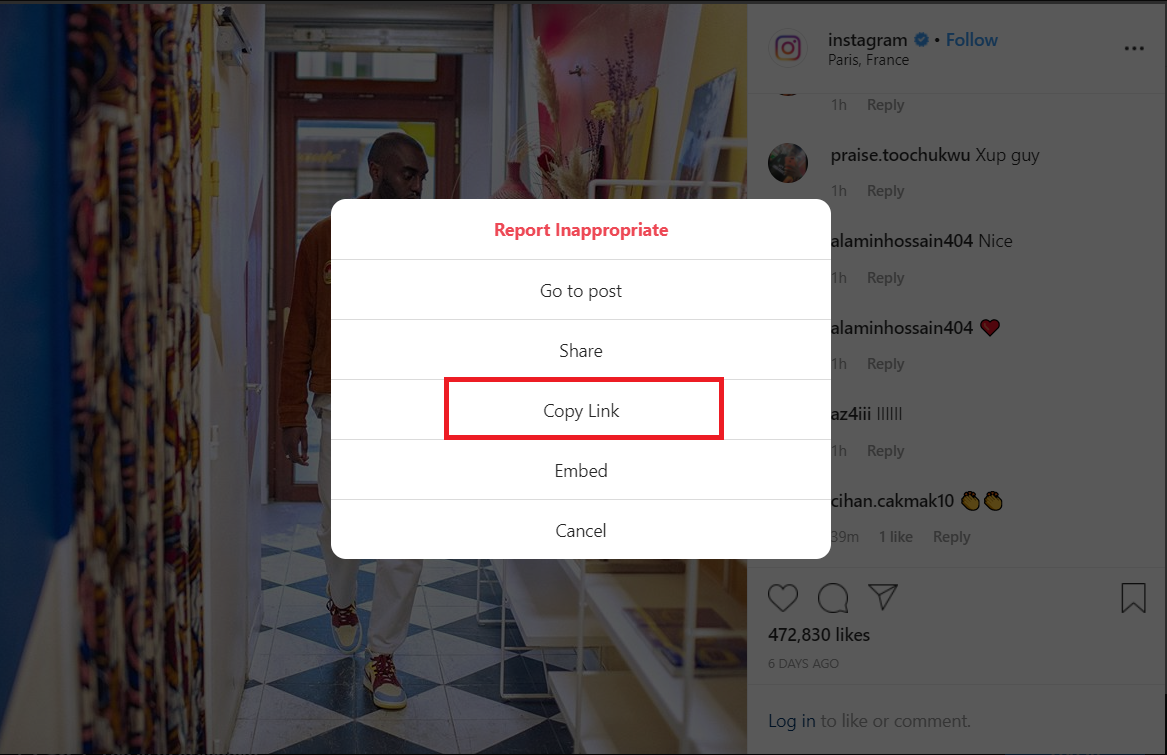 instagram • Follow
Paris, France
1h Reply
praise.toochukwu Xup guy
1h Reply
alaminhossain404 Nice
1h Reply
alaminhossain404 ❤️
1h Reply
az4iii llllll
1h Reply
cihan.cakmak10 👏👏
39m 1 like Reply
472,830 likes
6 DAYS AGO
Log in to like or comment.
Report Inappropriate
Go to post
Share
Copy Link
Embed
Cancel